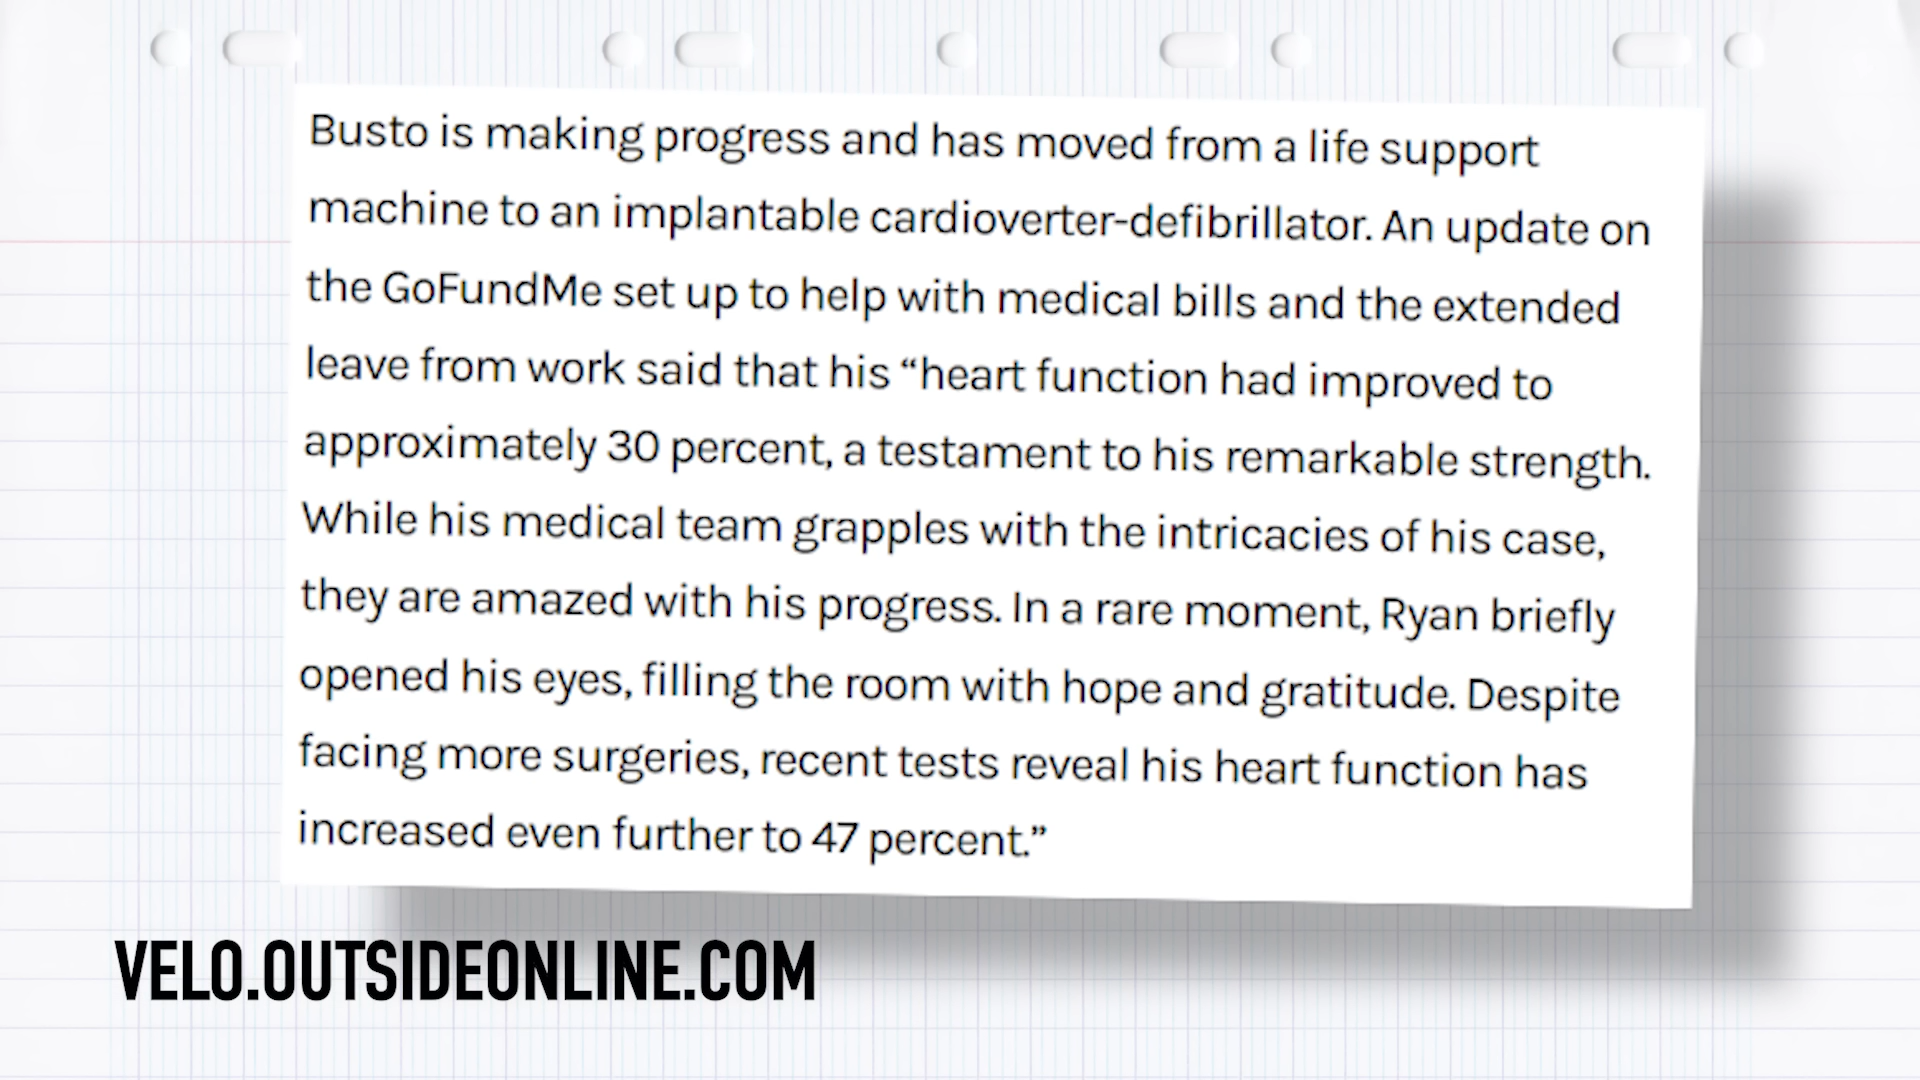 Busto is making progress and has moved from a life support
machine to an implantable cardioverter-defibrillator. An update on
the GoFundMe set up to help with medical bills and the extended
leave from work said that his “heart function had improved to
approximately 30 percent, a testament to his remarkable strength.
While his medical team grapples with the intricacies of his case,
they are amazed with his progress. In a rare moment, Ryan briefly
opened his eyes, filling the room with hope and gratitude. Despite
facing more surgeries, recent tests reveal his heart function has
increased even further to 47 percent.”
VELO.OUTSIDEONLINE.COM